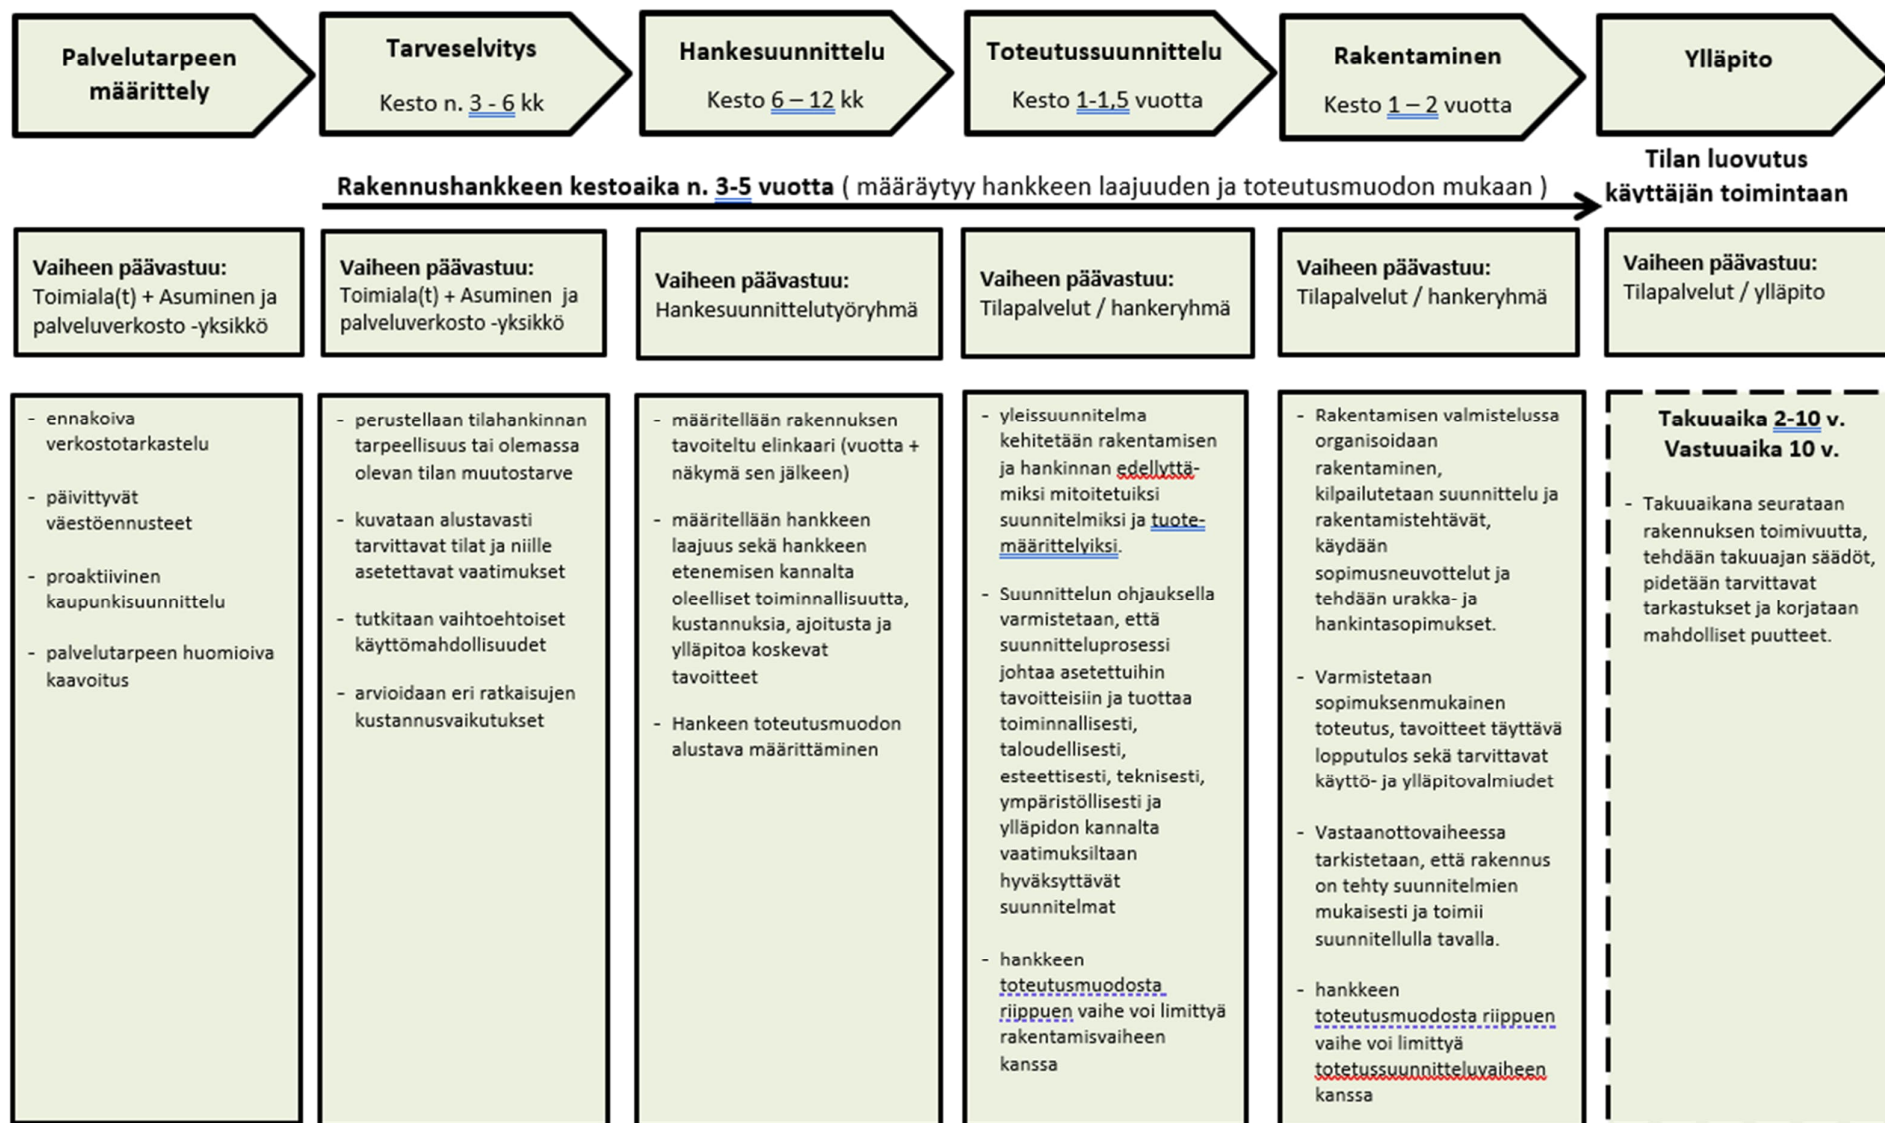 Palvelutarpeen
määrittely
Tarveselvitys
Kesto n. 3 - 6 kk
Hankesuunnittelu
Kesto 6 – 12 kk
Toteutussuunnittelu
Kesto 1-1,5 vuotta
Rakentaminen
Kesto 1 – 2 vuotta
Ylläpito
Rakennushankkeen kestoaika n. 3-5 vuotta ( määräytyy hankkeen laajuuden ja toteutusmuodon mukaan )
Tilan luovutus
käyttäjän toimintaan
Vaiheen päävastuu:
Toimiala(t) + Asuminen ja
palveluverkosto -yksikkö
Vaiheen päävastuu:
Toimiala(t) + Asuminen ja
palveluverkosto -yksikkö
Vaiheen päävastuu:
Hankesuunnittelutyöryhmä
Vaiheen päävastuu:
Tilapalvelut / hankeryhmä
Vaiheen päävastuu:
Tilapalvelut / hankeryhmä
Vaiheen päävastuu:
Tilapalvelut / ylläpito
- ennakoiva
verkostotarkastelu
- päivittyvät
väestöennusteet
- proaktiivinen
kaupunkisuunnittelu
- palvelutarpeen huomioiva
kaavoitus
- perustellaan tilahankinnan
tarpeellisuus tai olemassa
olevan tilan muutostarve
- kuvataan alustavasti
tarvittavat tilat ja niille
asetettavat vaatimukset
- tutkitaan vaihtoehtoiset
käyttömahdollisuudet
- arvioidaan eri ratkaisujen
kustannusvaikutukset
- määritellään rakennuksen
tavoiteltu elinkaari (vuotta +
näkymä sen jälkeen)
- määritellään hankkeen
laajuus sekä hankkeen
etenemisen kannalta
oleelliset toiminnallisuutta,
kustannuksia, ajoitusta ja
ylläpitoa koskevat
tavoitteet
- Hankeen toteutusmuodon
alustava määrittäminen
- yleissuunnitelma
kehitetään rakentamisen
ja hankinnan edellyttä-
miksi mitoitetuiksi
suunnitelmiksi ja tuote-
määrittelyiksi.
- Suunnittelun ohjauksella
varmistetaan, että
suunnitteluprosessi
johtaa asetettuihin
tavoitteisiin ja tuottaa
toiminnallisesti,
taloudellisesti,
esteettisesti, teknisesti,
ympäristöllisesti ja
ylläpidon kannalta
vaatimuksiltaan
hyväksyttävät
suunnitelmat
- hankkeen
toteutusmuodosta
riippuen vaihe voi limittyä
rakentamisvaiheen
kanssa
- Rakentamisen valmistelussa
organisoidaan
rakentaminen,
kilpailutetaan suunnittelu ja
rakentamistehtävät,
käydään
sopimusneuvottelut ja
tehdään urakka- ja
hankintasopimukset.
- Varmistetaan
sopimuksenmukainen
toteutus, tavoitteet täyttävä
lopputulos sekä tarvittavat
käyttö- ja ylläpitovalmiudet
- Vastaanottovaiheessa
tarkistetaan, että rakennus
on tehty suunnitelmien
mukaisesti ja toimii
suunnitellulla tavalla.
- hankkeen
toteutusmuodosta riippuen
vaihe voi limittyä
totetussuunnitteluvaiheen
kanssa
Takuuaika 2-10 v.
Vastuuaika 10 v.
- Takuuaikana seurataan
rakennuksen toimivuutta,
tehdään takuuajan säädöt,
pidetään tarvittavat
tarkastukset ja korjataan
mahdolliset puutteet.